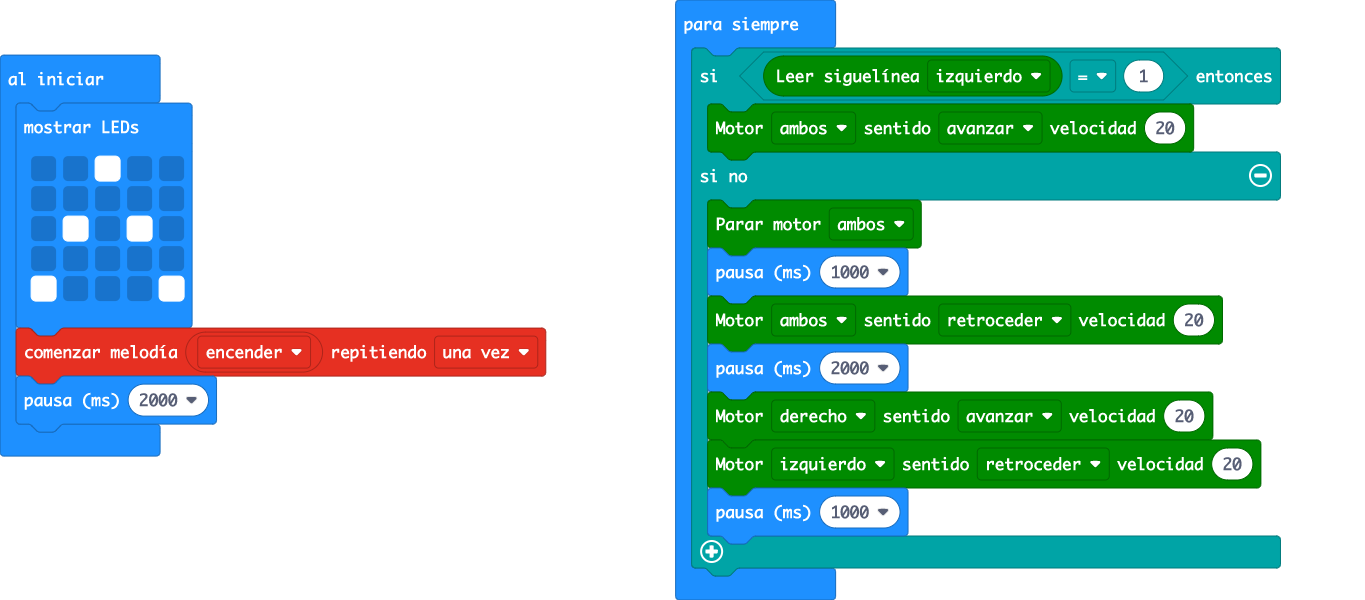 al iniciar
mostrar LEDs
comenzar melodía encender repitiendo una vez
pausa (ms) 2000
para siempre
si Leer siguelínea izquierdo = 1 entonces
Motor ambos sentido avanzar velocidad 20
si no
Parar motor ambos
pausa (ms) 1000
Motor ambos sentido retroceder velocidad 20
pausa (ms) 2000
Motor derecho sentido avanzar velocidad 20
Motor izquierdo sentido retroceder velocidad 20
pausa (ms) 1000